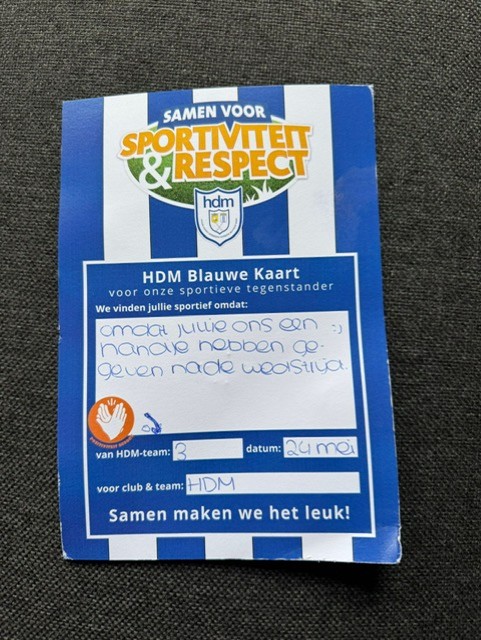 SAMEN VOOR
SPORTIVITEIT
& RESPECT
hdm
HDM Blauwe Kaart
voor onze sportieve tegenstander
We vinden jullie sportief omdat:
omdat jullie ons een :)
handje hebben ge-
geven na de wedstrijd.
van HDM-team: 3 datum: 24 mei
voor club & team: HDM
Samen maken we het leuk!